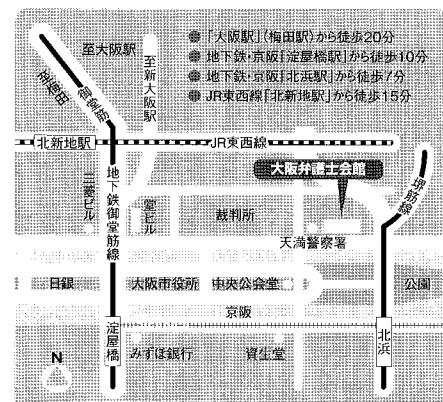 至大阪駅
至梅田
御堂筋
至新大阪駅
●「大阪駅」(梅田駅)から徒歩20分
●地下鉄・京阪「淀屋橋駅」から徒歩10分
●地下鉄・京阪「北浜駅」から徒歩7分
●JR東西線「北新地駅」から徒歩15分
北新地駅
JR東西線
大阪弁護士会館
堺筋線
地下鉄御堂筋線
三菱ビル
堂ビル
裁判所
天満警察署
日銀
大阪市役所
中央公会堂
公園
京阪
淀屋橋
北浜
みずほ銀行
資生堂
N